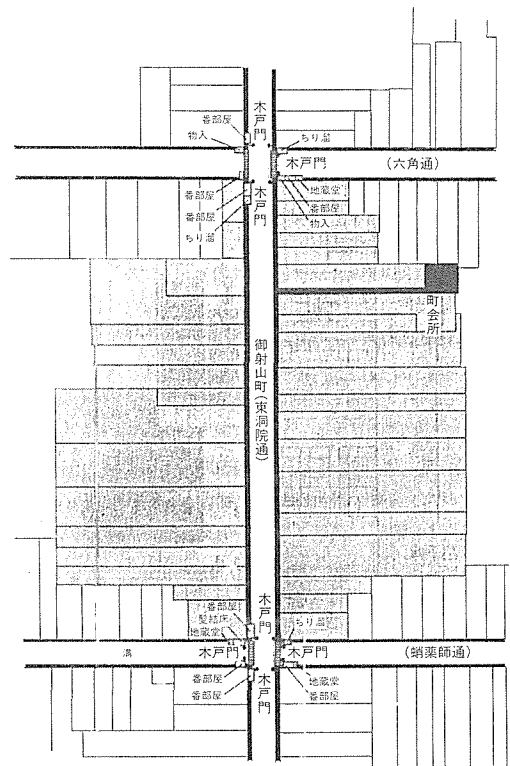 木戸門
番部屋
物入
ちり溜
木戸門
(六角通)
番部屋
番部屋
ちり溜
木戸門
地蔵堂
番部屋
物入
町会所
御射山町(東洞院通)
木戸門
番部屋
髪結床
地蔵堂
ちり溜
溝
木戸門
木戸門
(蛸薬師通)
番部屋
番部屋
木戸門
地蔵堂
番部屋